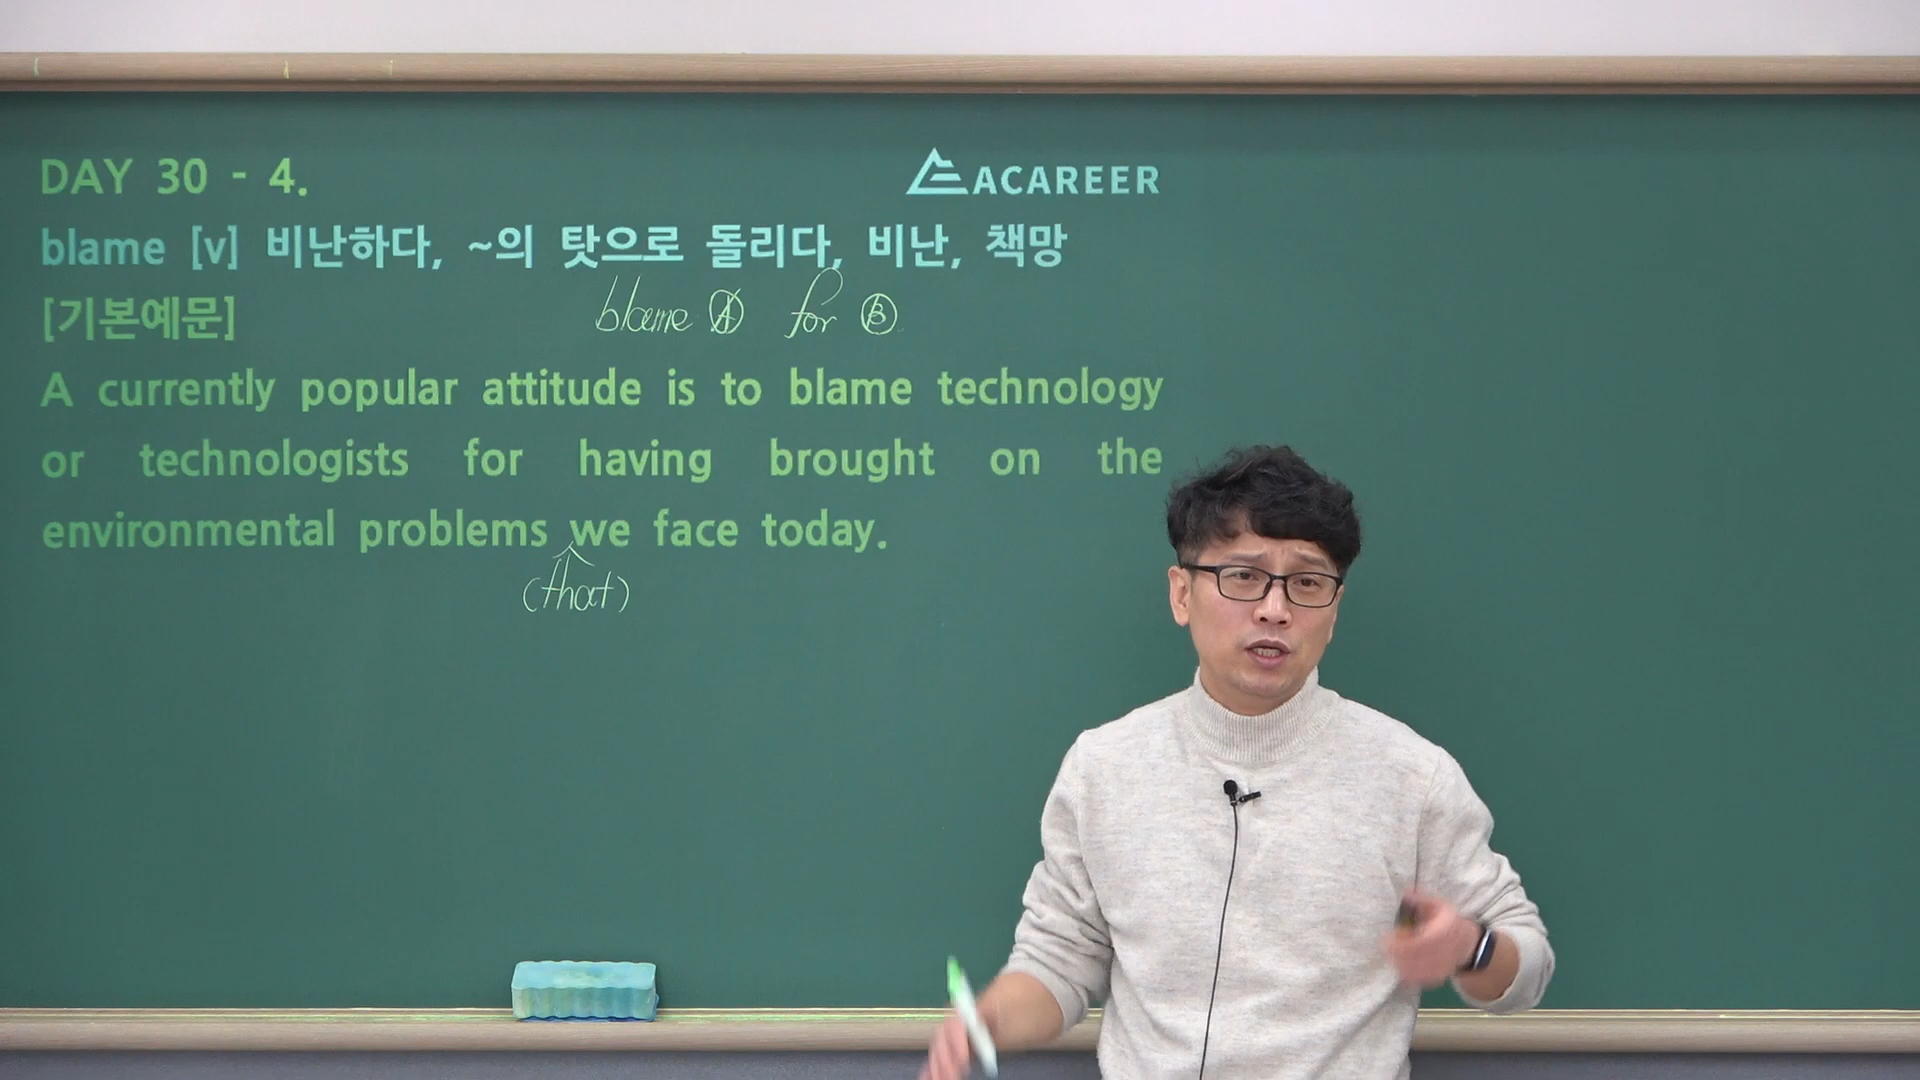 DAY 30 - 4.
ACAREER
blame [v] 비난하다, ~의 탓으로 돌리다, 비난, 책망
[기본예문]
blame Ⓐ for Ⓑ
A currently popular attitude is to blame technology
or technologists for having brought on the
environmental problems we face today.
(that)